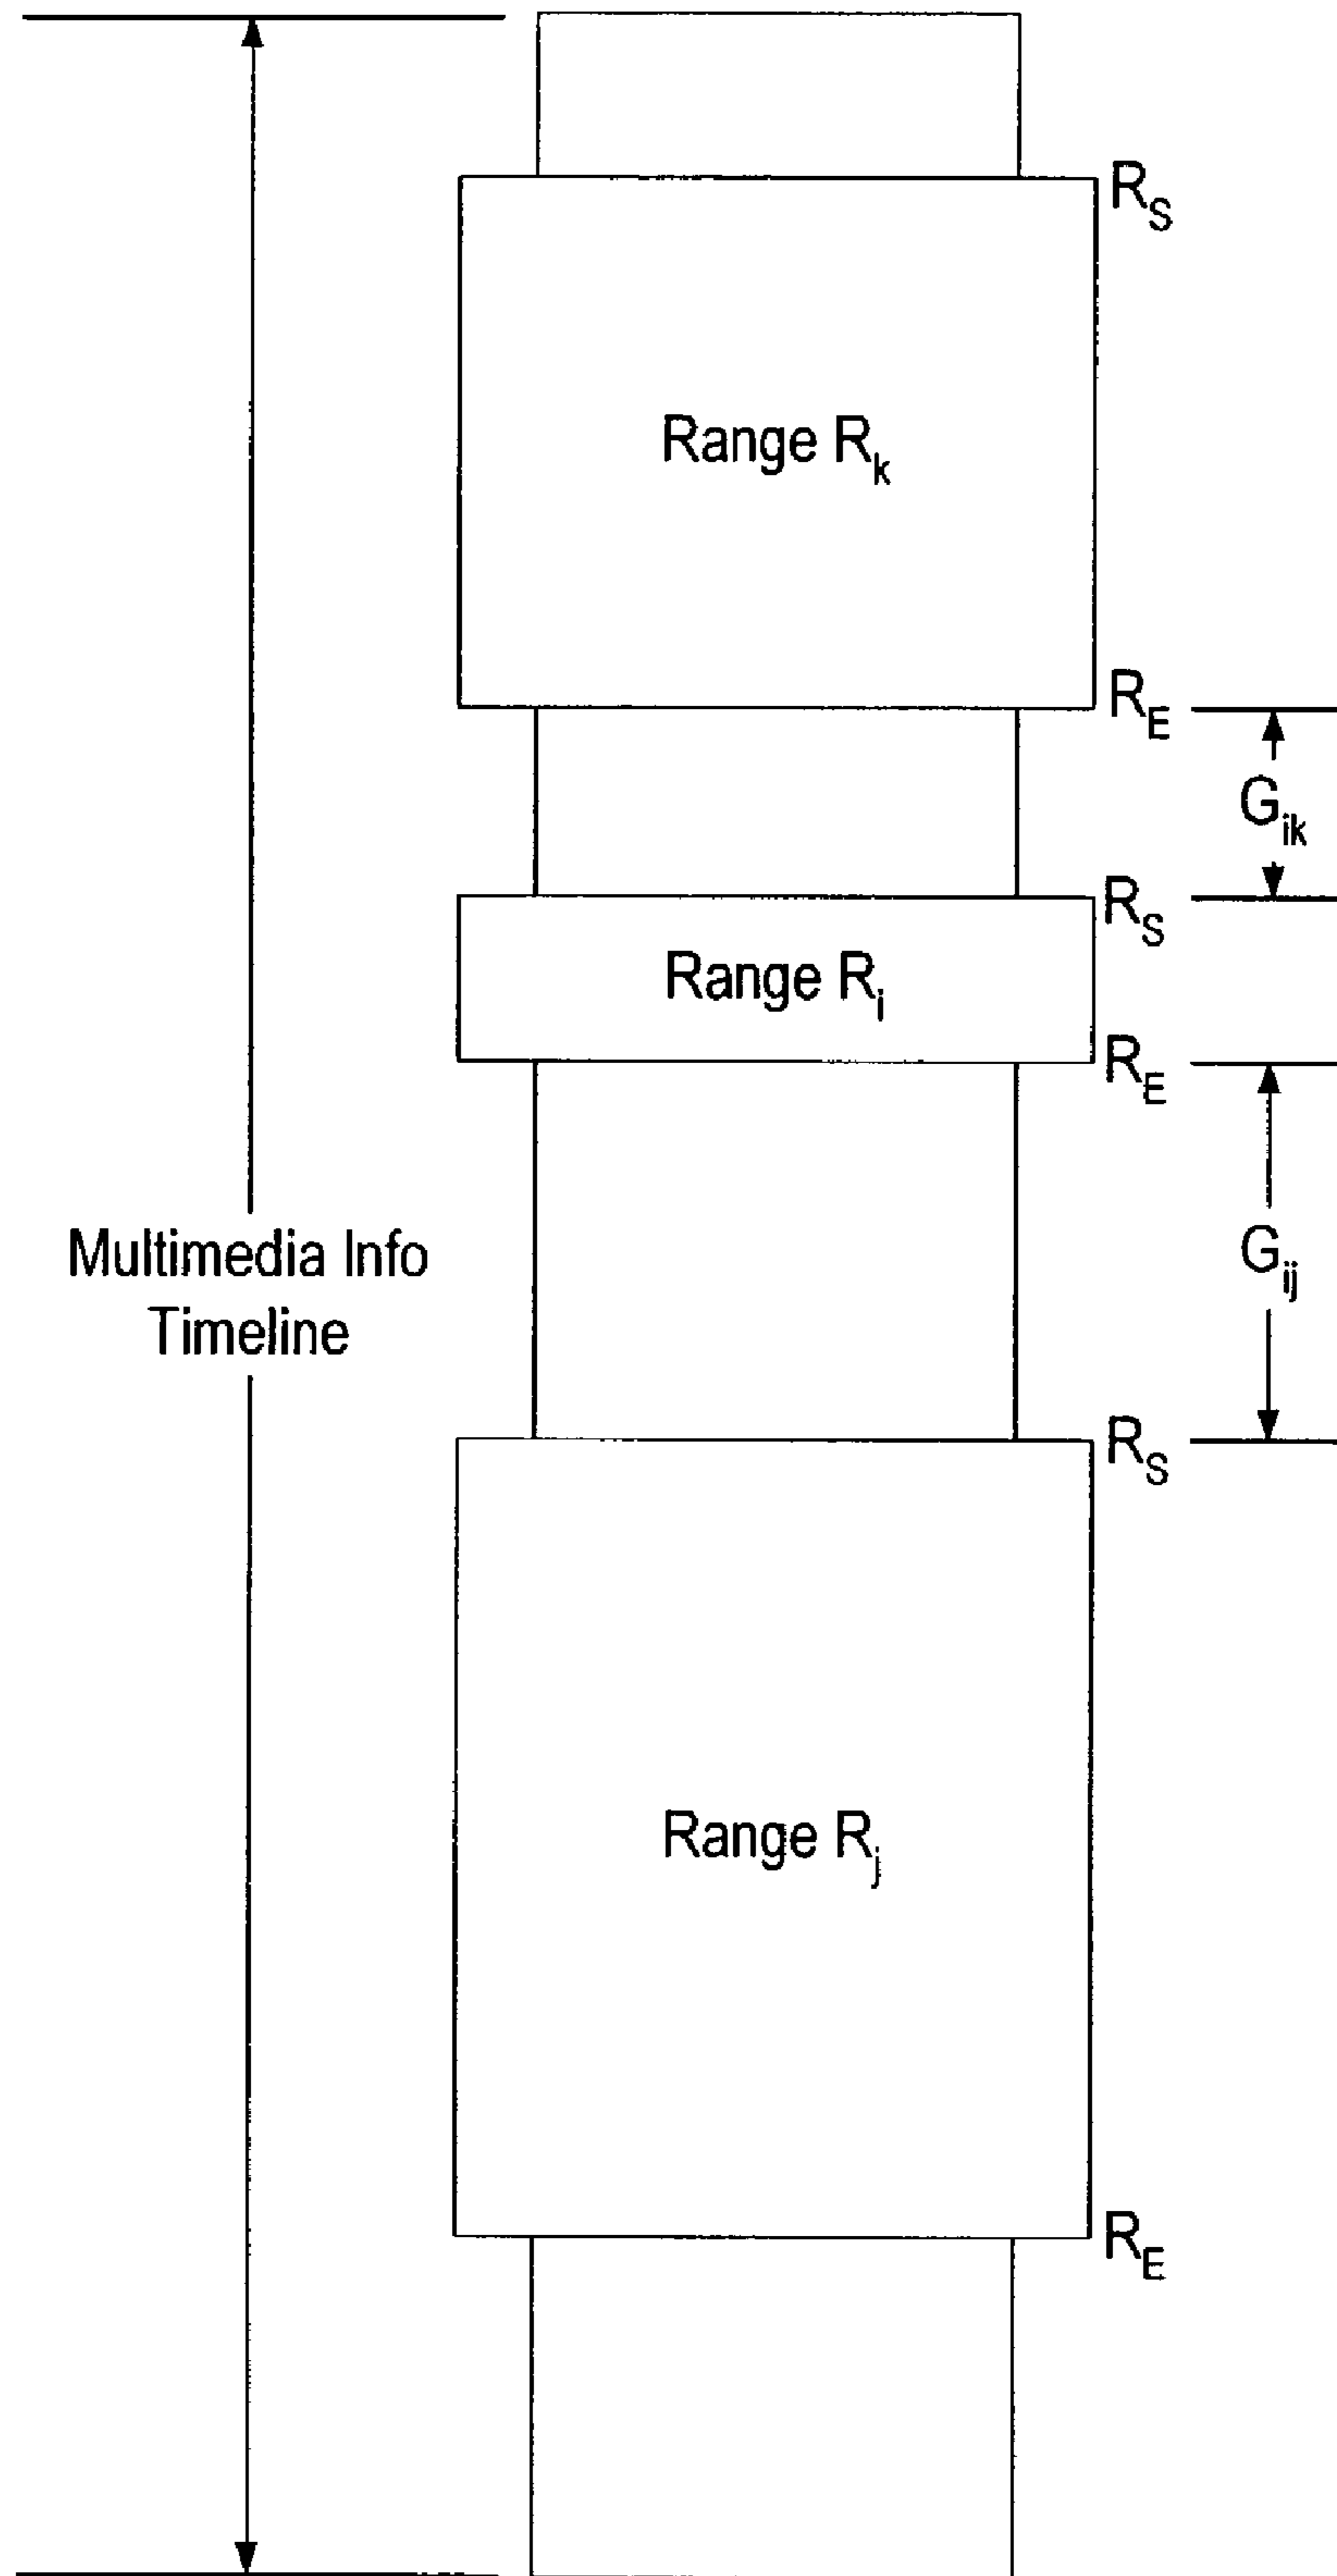 R_S
Range R_k
R_E
G_ik
R_S
Range R_i
R_E
Multimedia Info
Timeline
G_ij
R_S
Range R_j
R_E